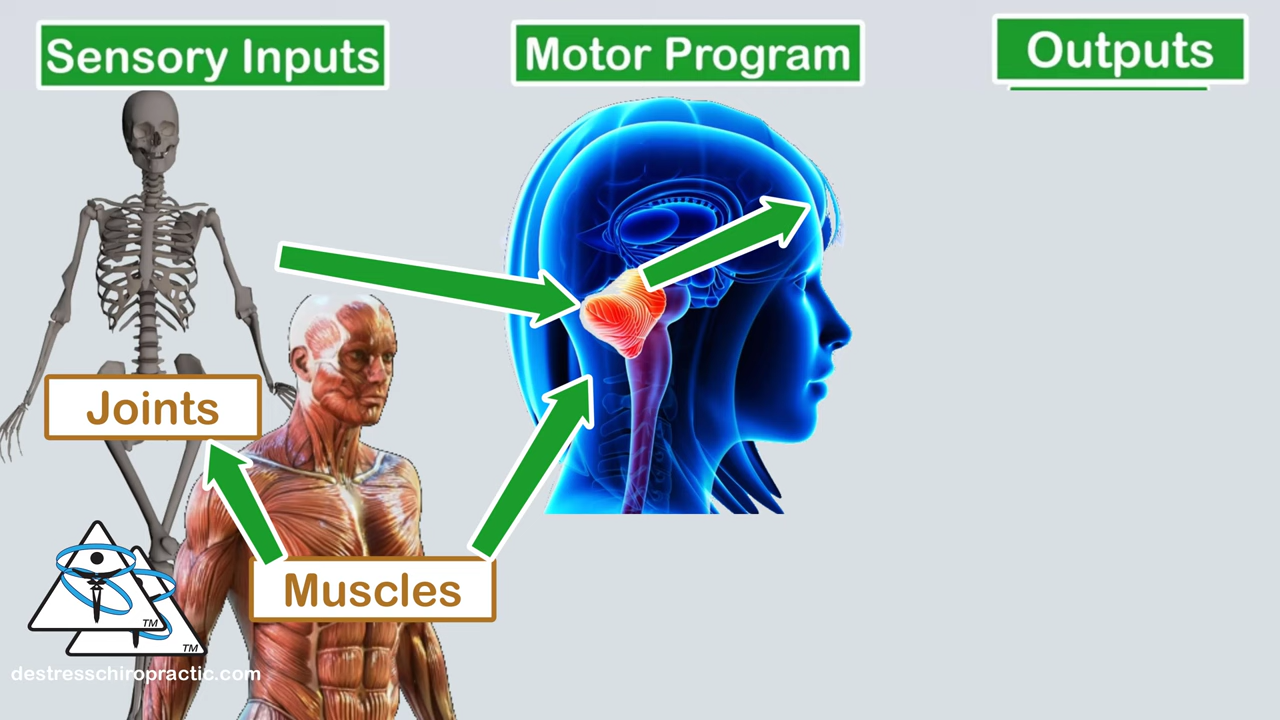 Sensory Inputs
Motor Program
Outputs
Joints
Muscles
TM
TM
destresschiropractic.com